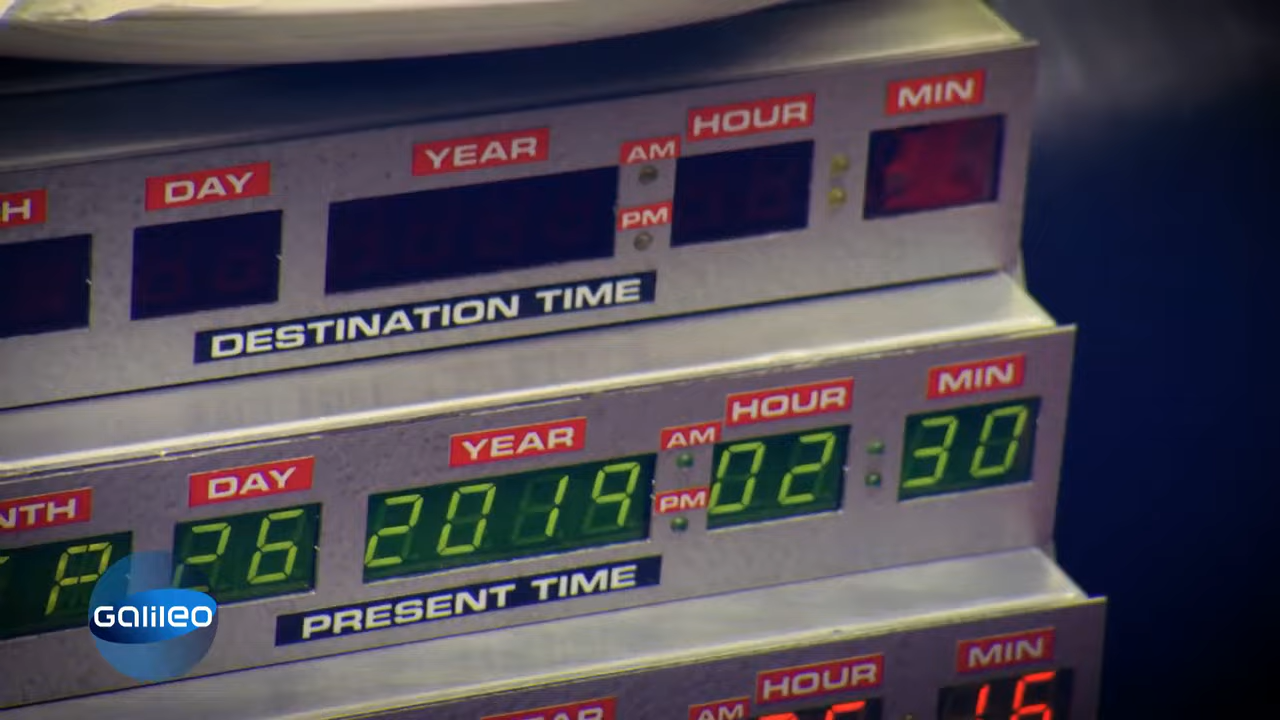 H DAY YEAR AM PM HOUR MIN
DESTINATION TIME
NTH DAY YEAR AM PM HOUR MIN
26 2019 02 : 30
PRESENT TIME
AM HOUR MIN
Galileo